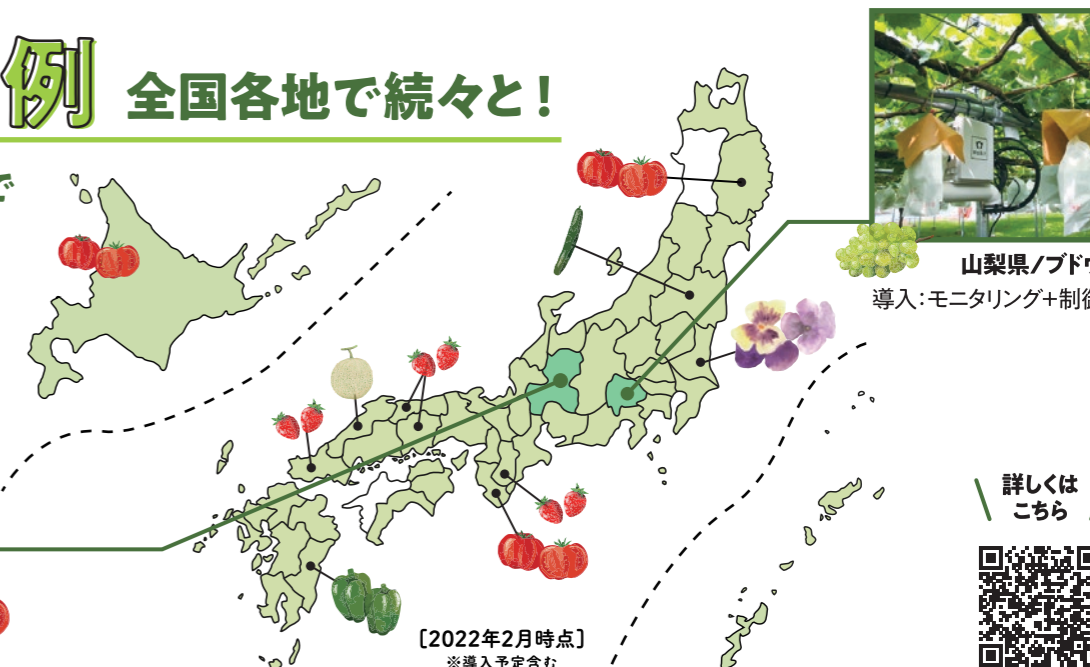 例 全国各地で続々と！
で
山梨県/ブドウ
導入：モニタリング＋制御
詳しくは
こちら
［2022年2月時点］
※導入予定含む